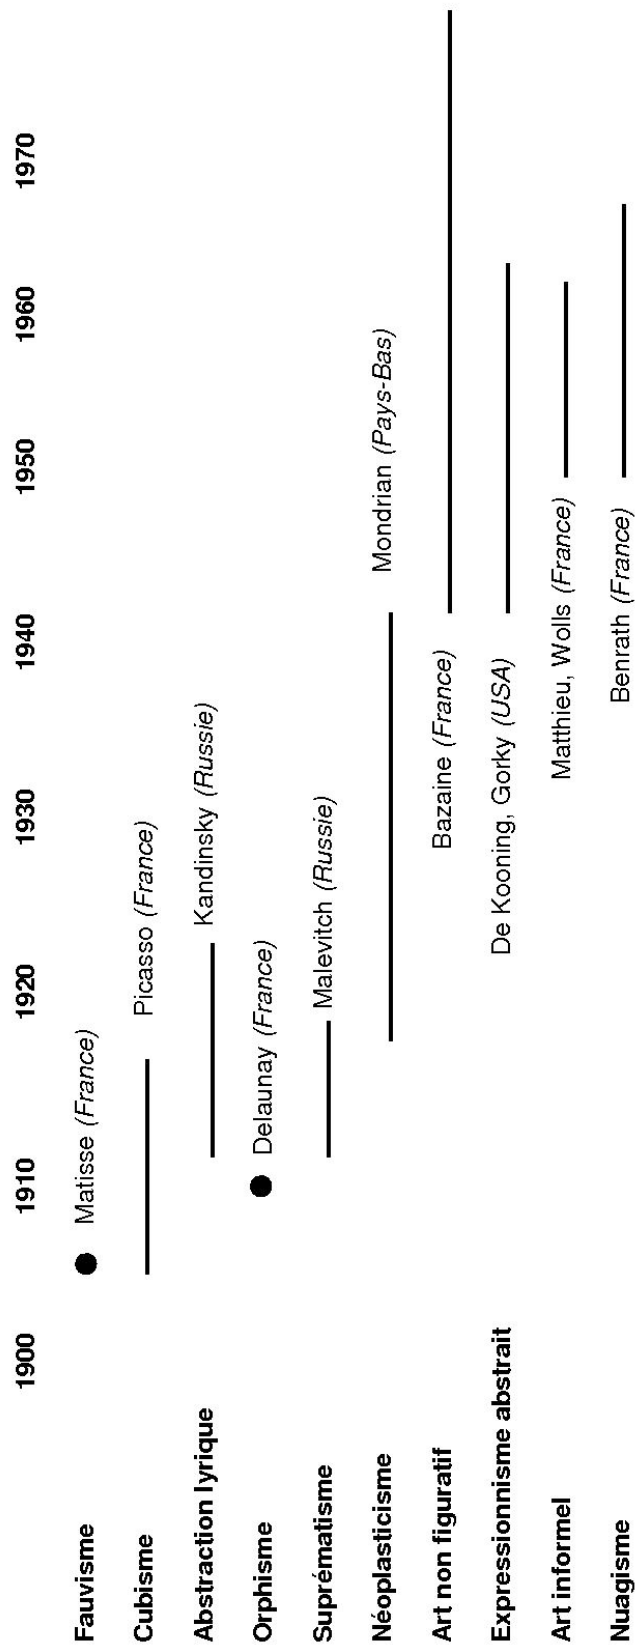 1900 1910 1920 1930 1940 1950 1960 1970
Fauvisme Matisse (France)
Cubisme Picasso (France)
Abstraction lyrique Kandinsky (Russie)
Orphisme Delaunay (France)
Suprématisme Malevitch (Russie)
Néoplasticisme Mondrian (Pays-Bas)
Art non figuratif Bazaine (France)
Expressionnisme abstrait De Kooning, Gorky (USA)
Art informel Matthieu, Wolls (France)
Nuagisme Benrath (France)